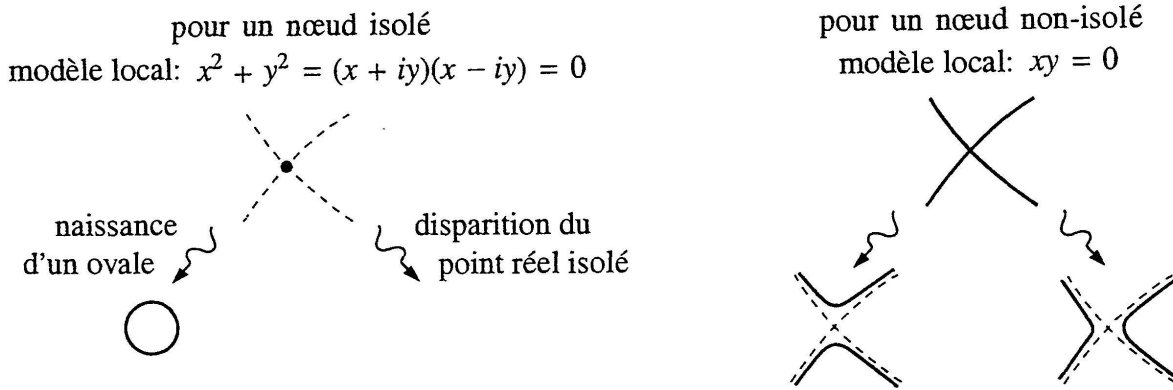 pour un nœud isolé
modèle local: x² + y² = (x + iy)(x − iy) = 0
naissance
d'un ovale
disparition du
point réel isolé
pour un nœud non-isolé
modèle local: xy = 0